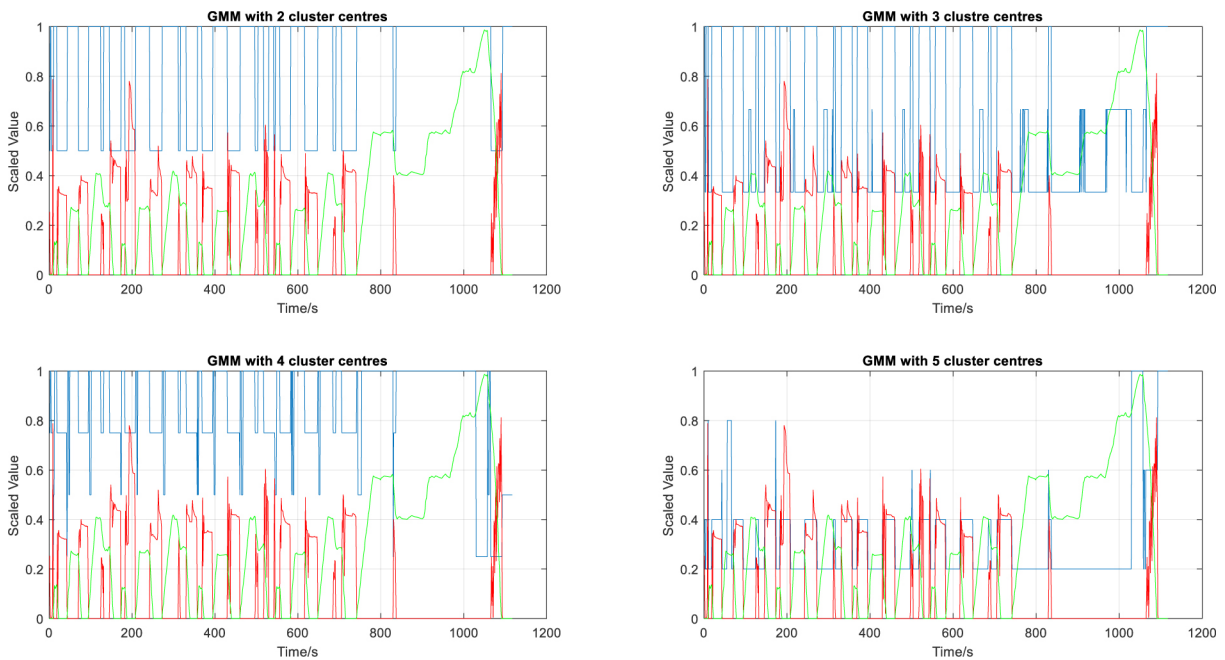 GMM with 2 cluster centres
1
0.8
0.6
0.4
0.2
0
Scaled Value
0 200 400 600 800 1000 1200
Time/s
GMM with 3 clustre centres
1
0.8
0.6
0.4
0.2
0
Scaled Value
0 200 400 600 800 1000 1200
Time/s
GMM with 4 cluster centres
1
0.8
0.6
0.4
0.2
0
Scaled Value
0 200 400 600 800 1000 1200
Time/s
GMM with 5 cluster centres
1
0.8
0.6
0.4
0.2
0
Scaled Value
0 200 400 600 800 1000 1200
Time/s